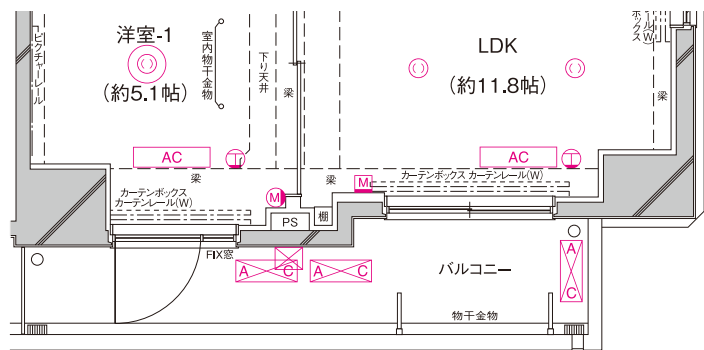 洋室-1
(約5.1帖)
ピクチャーレール
室内物干金物
下り天井
梁
LDK
(約11.8帖)
ボックス
レール(W)
梁
AC
AC
梁
梁
カーテンボックス
カーテンレール(W)
M
M
カーテンボックス カーテンレール(W)
PS
棚
FIX窓
A C
A C
バルコニー
A
C
物干金物